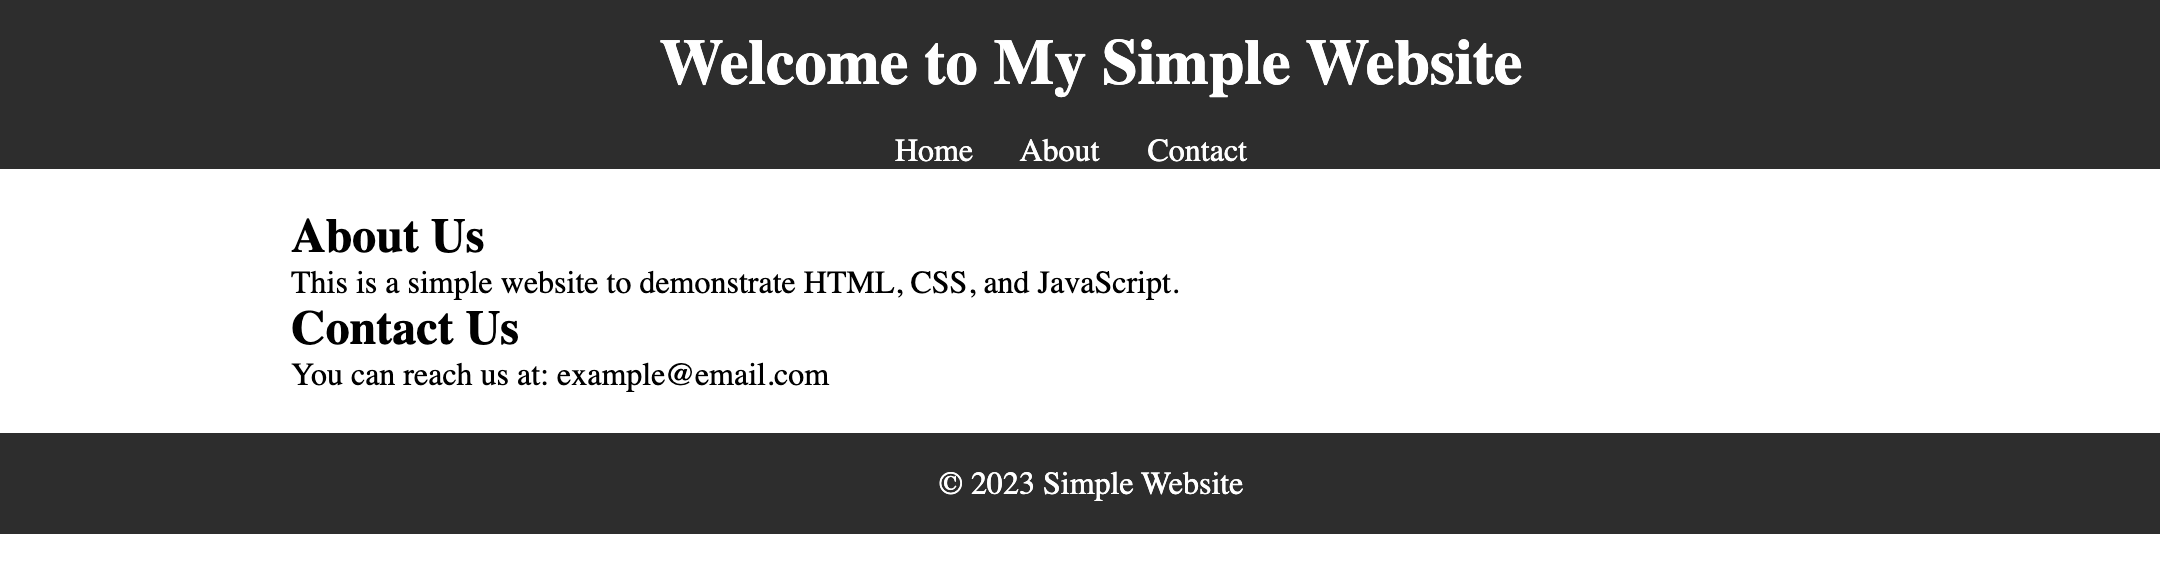 Welcome to My Simple Website
Home About Contact
About Us
This is a simple website to demonstrate HTML, CSS, and JavaScript.
Contact Us
You can reach us at: example@email.com
© 2023 Simple Website